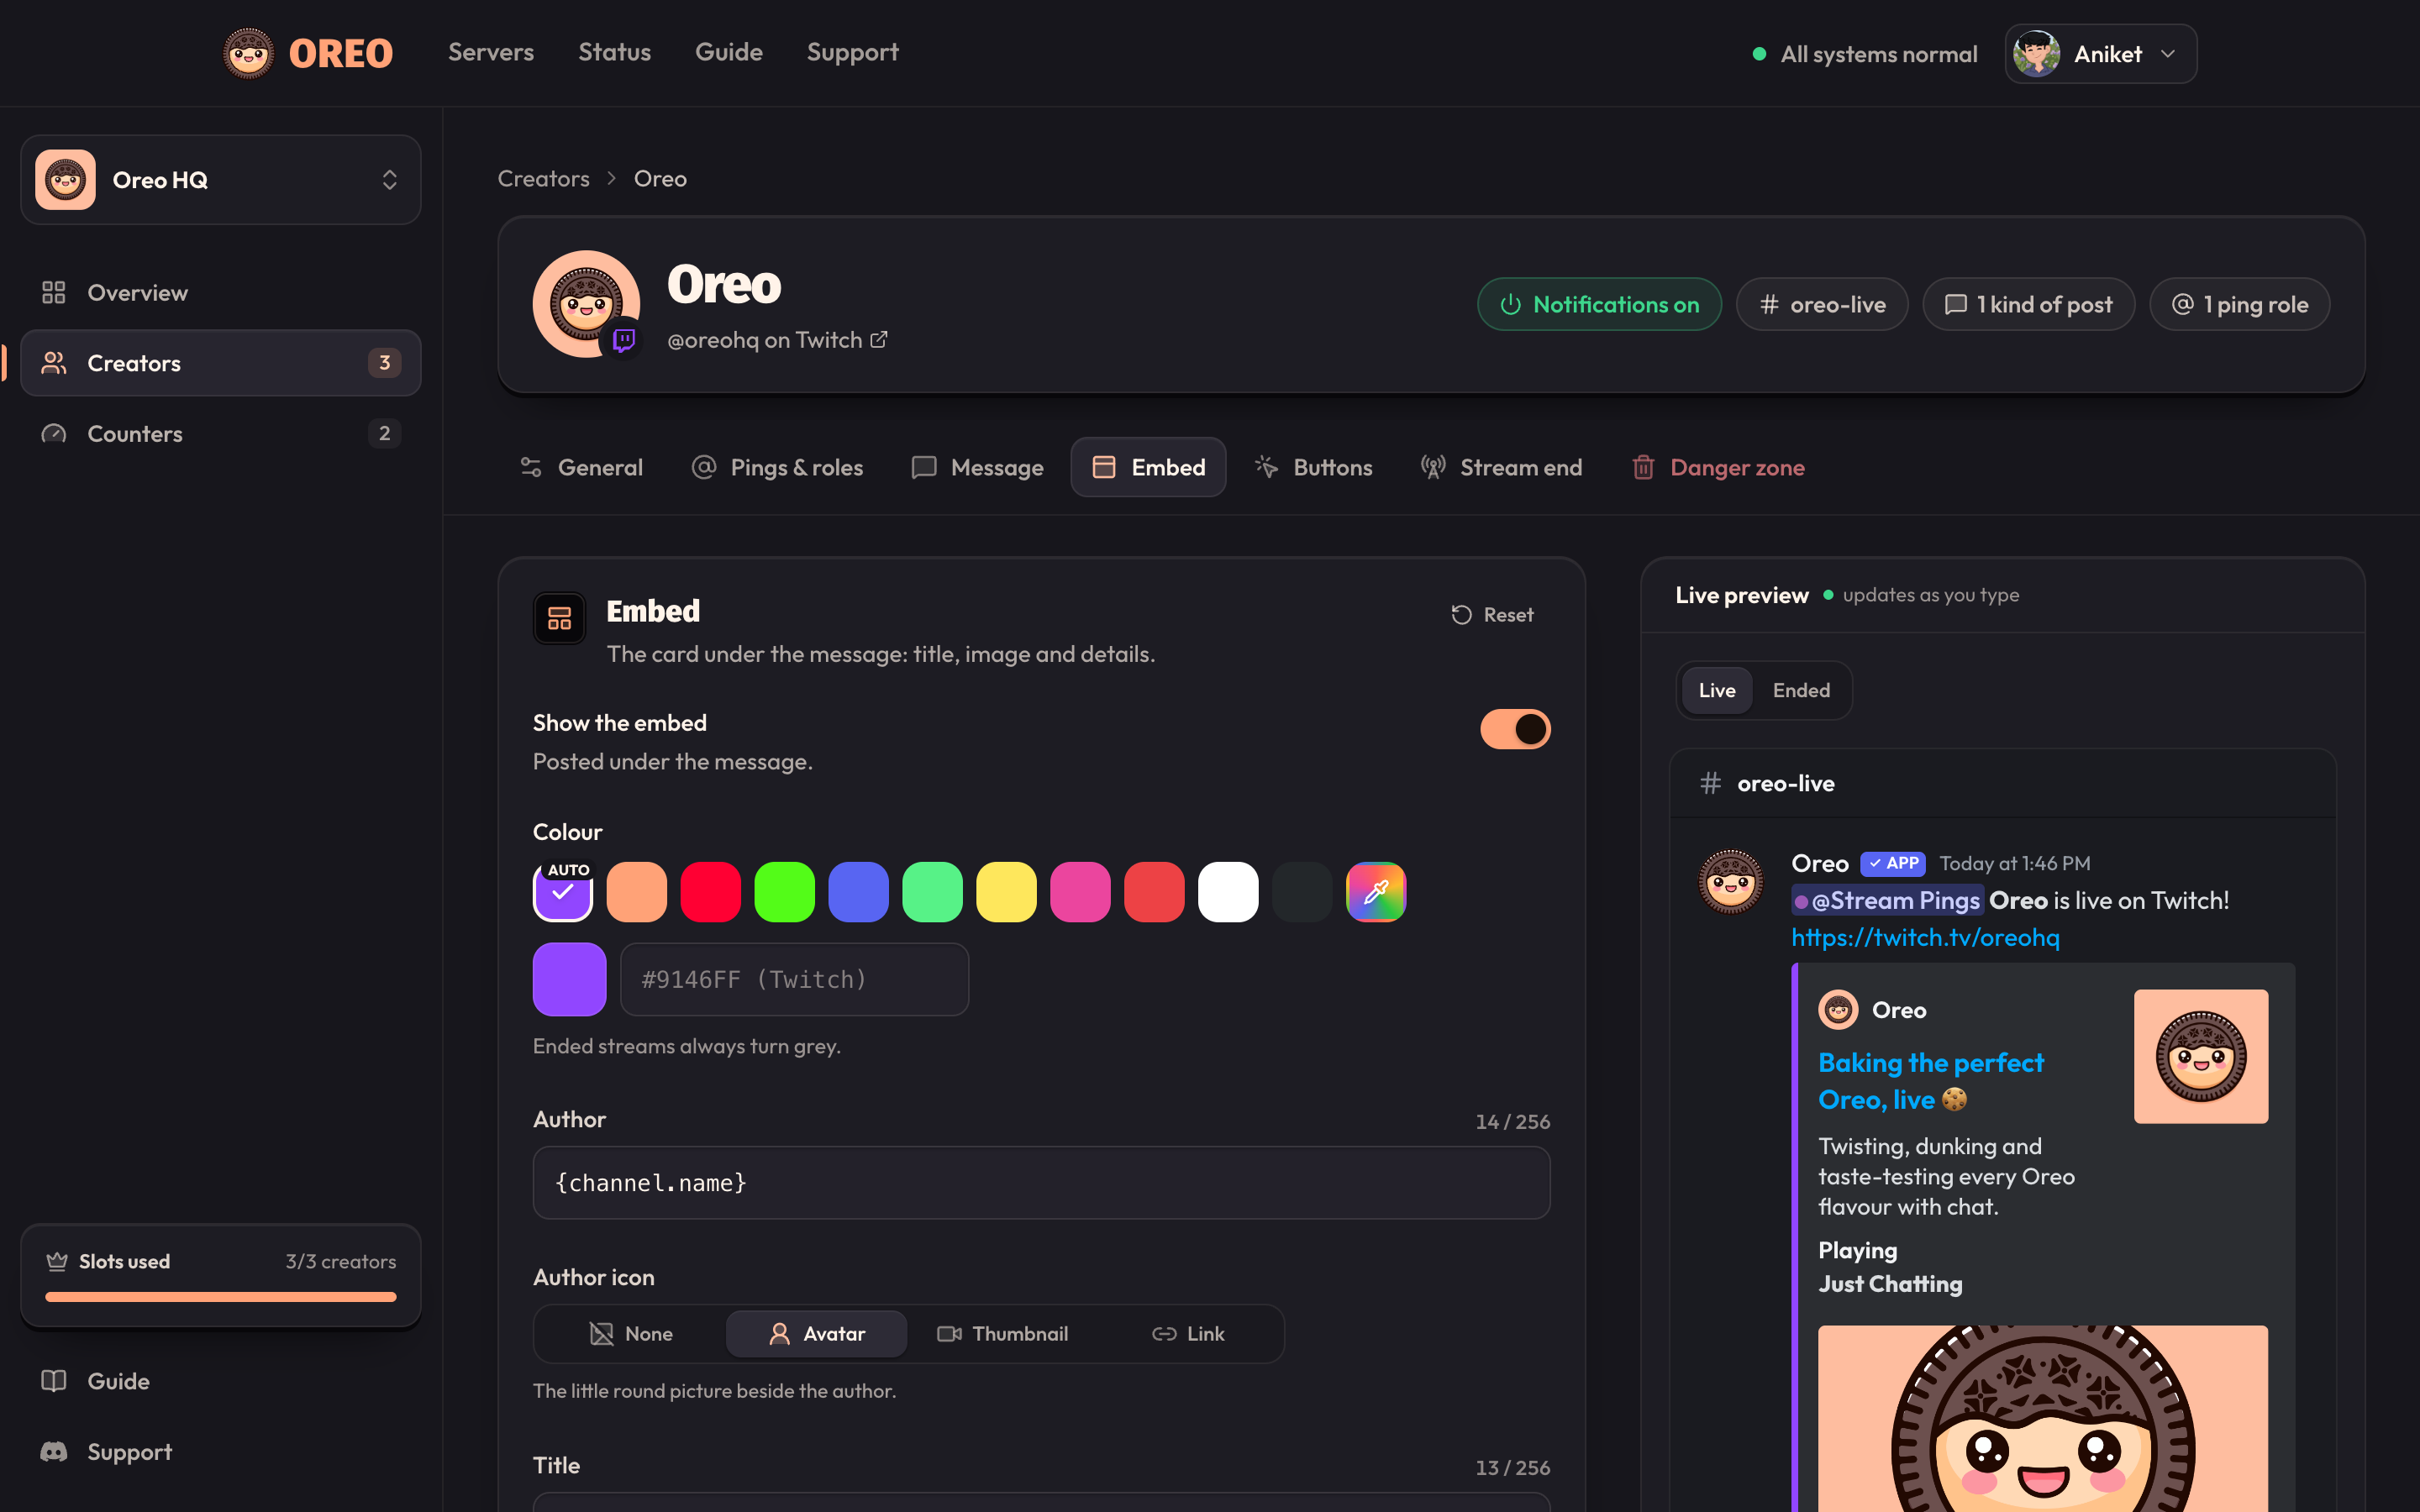 OREO
Servers
Status
Guide
Support
All systems normal
Aniket
Oreo HQ
Overview
Creators
3
Counters
2
Slots used
3/3 creators
Guide
Support
Creators > Oreo
Oreo
@oreohq on Twitch
Notifications on
# oreo-live
1 kind of post
@ 1 ping role
General
Pings & roles
Message
Embed
Buttons
Stream end
Danger zone
Embed
The card under the message: title, image and details.
Reset
Show the embed
Posted under the message.
Colour
AUTO
#9146FF (Twitch)
Ended streams always turn grey.
Author
14 / 256
{channel.name}
Author icon
None
Avatar
Thumbnail
Link
The little round picture beside the author.
Title
13 / 256
Live preview
updates as you type
Live
Ended
# oreo-live
Oreo ✓ APP Today at 1:46 PM
@Stream Pings Oreo is live on Twitch!
https://twitch.tv/oreohq
Oreo
Baking the perfect
Oreo, live 🍪
Twisting, dunking and
taste-testing every Oreo
flavour with chat.
Playing
Just Chatting